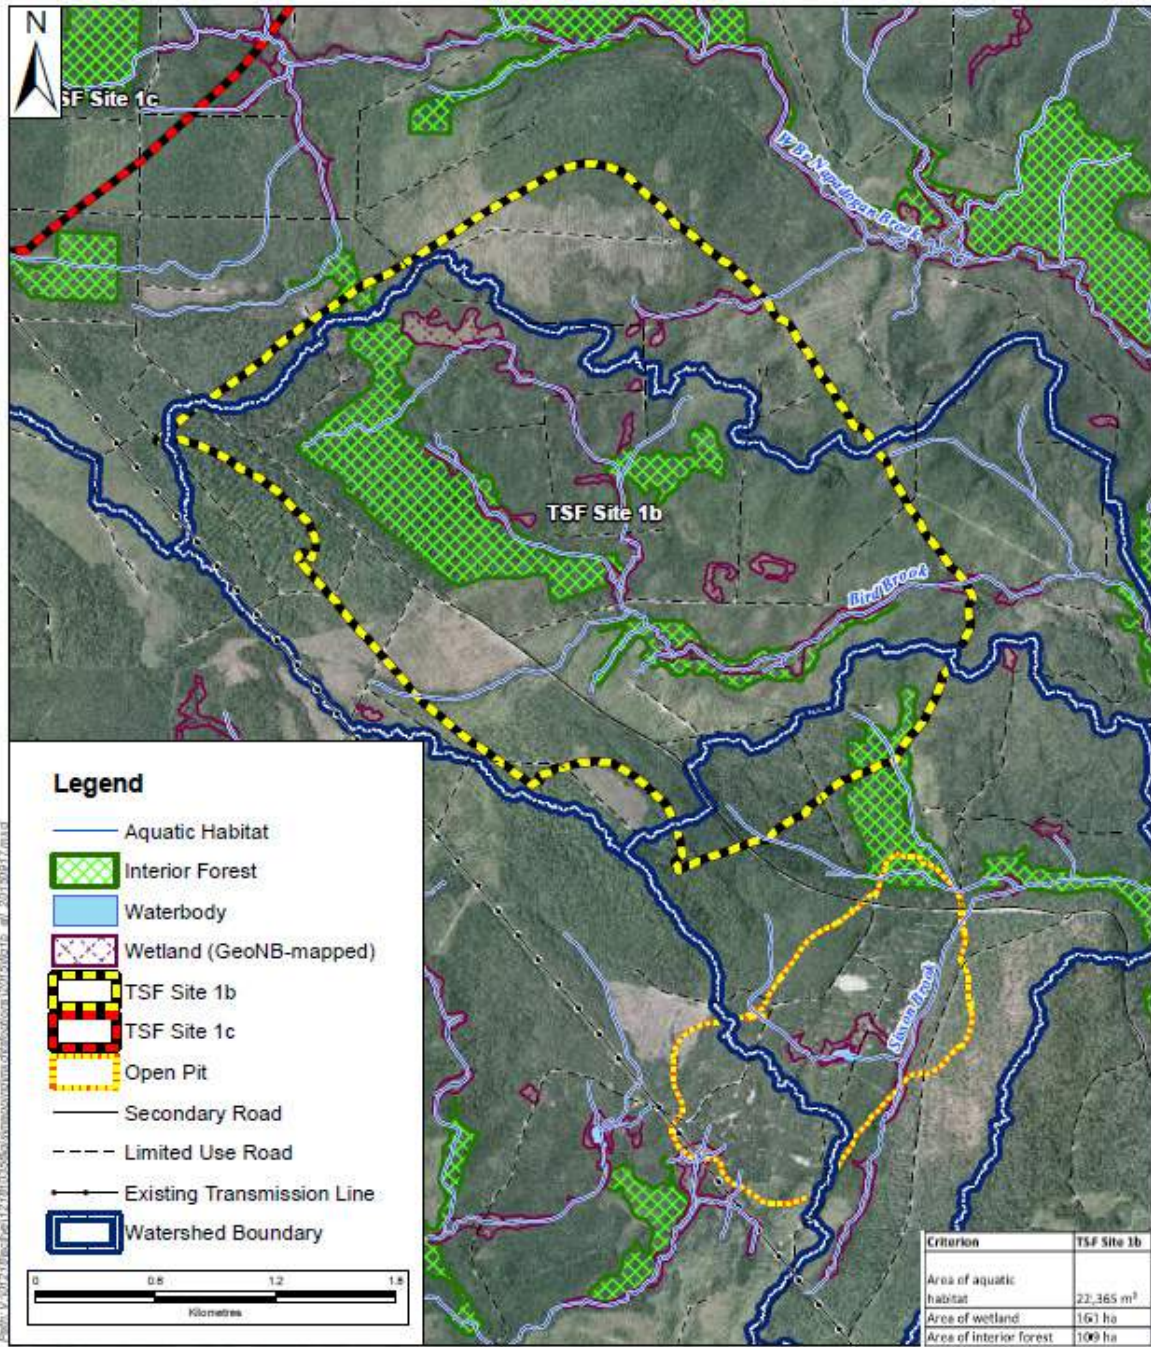 N
SF Site 1c
W Br Napadogan Brook
TSF Site 1b
Bird Brook
Sisson Brook
Legend
Aquatic Habitat
Interior Forest
Waterbody
Wetland (GeoNB-mapped)
TSF Site 1b
TSF Site 1c
Open Pit
Secondary Road
Limited Use Road
Existing Transmission Line
Watershed Boundary
0 0.6 1.2 1.8
Kilometres
Criterion TSF Site 1b
Area of aquatic
habitat 22,365 m²
Area of wetland ha
Area of interior forest 109 ha